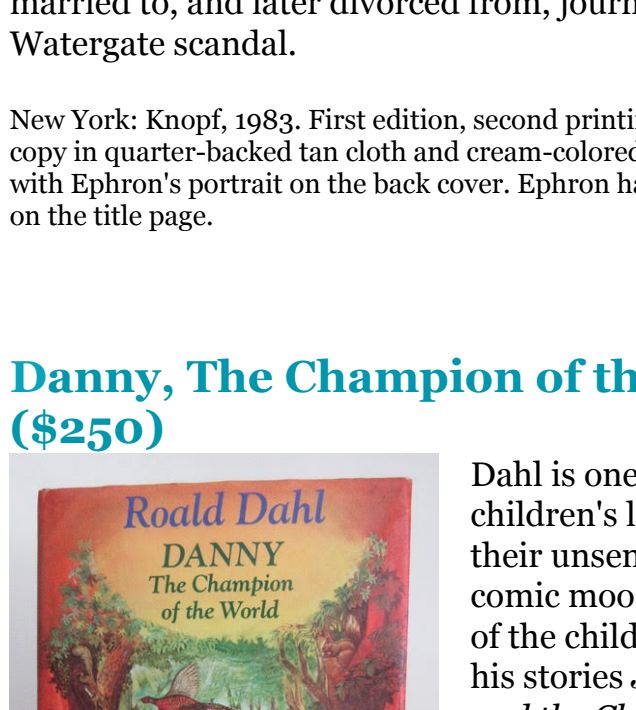 married to, and later divorced from, journ
Watergate scandal.
New York: Knopf, 1983. First edition, second printi
copy in quarter-backed tan cloth and cream-colored
with Ephron's portrait on the back cover. Ephron ha
on the title page.
Danny, The Champion of th
($250)
Dahl is one
children's l
their unsen
comic moo
of the child
his stories
Roald Dahl
DANNY
The Champion
of the World